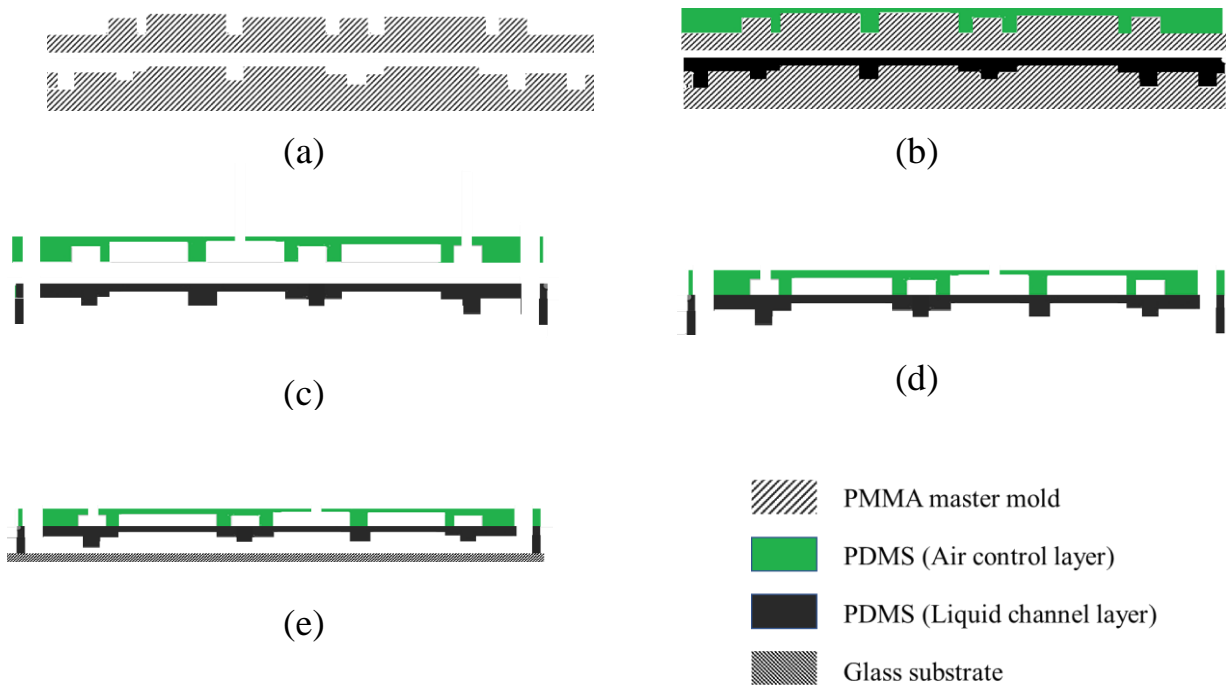 (a)
(b)
(c)
(d)
(e)
PMMA master mold
PDMS (Air control layer)
PDMS (Liquid channel layer)
Glass substrate